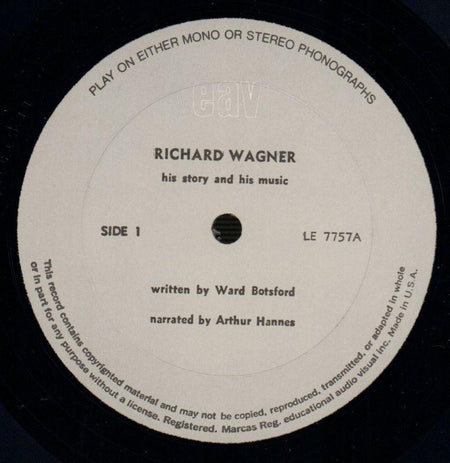 PLAY ON EITHER MONO OR STEREO PHONOGRAPHS
eav
RICHARD WAGNER
his story and his music
SIDE 1
LE 7757A
written by Ward Botsford
narrated by Arthur Hannes
This record contains copyrighted material and may not be copied, reproduced, transmitted, or adapted in whole
or in part for any purpose without a license. Registered. Marcas Reg. educational audio visual inc. Made in U.S.A.